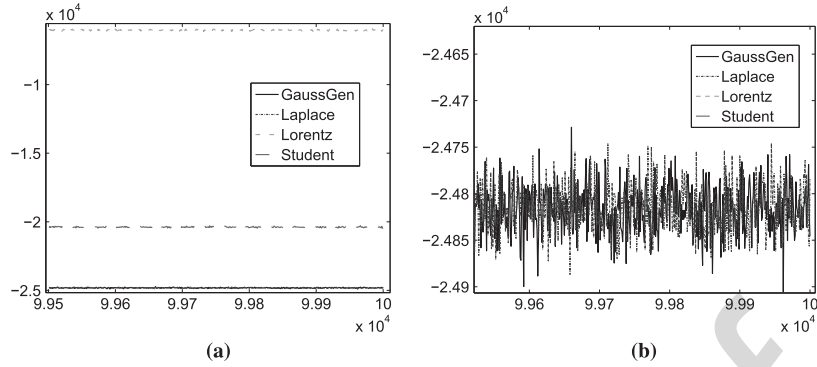 x 10^4
−1
−1.5
−2
−2.5
9.95
9.96
9.97
9.98
9.99
10
x 10^4
GaussGen
Laplace
Lorentz
Student
(a)
x 10^4
−2.465
−2.47
−2.475
−2.48
−2.485
−2.49
9.96
9.97
9.98
9.99
10
x 10^4
GaussGen
Laplace
Lorentz
Student
(b)